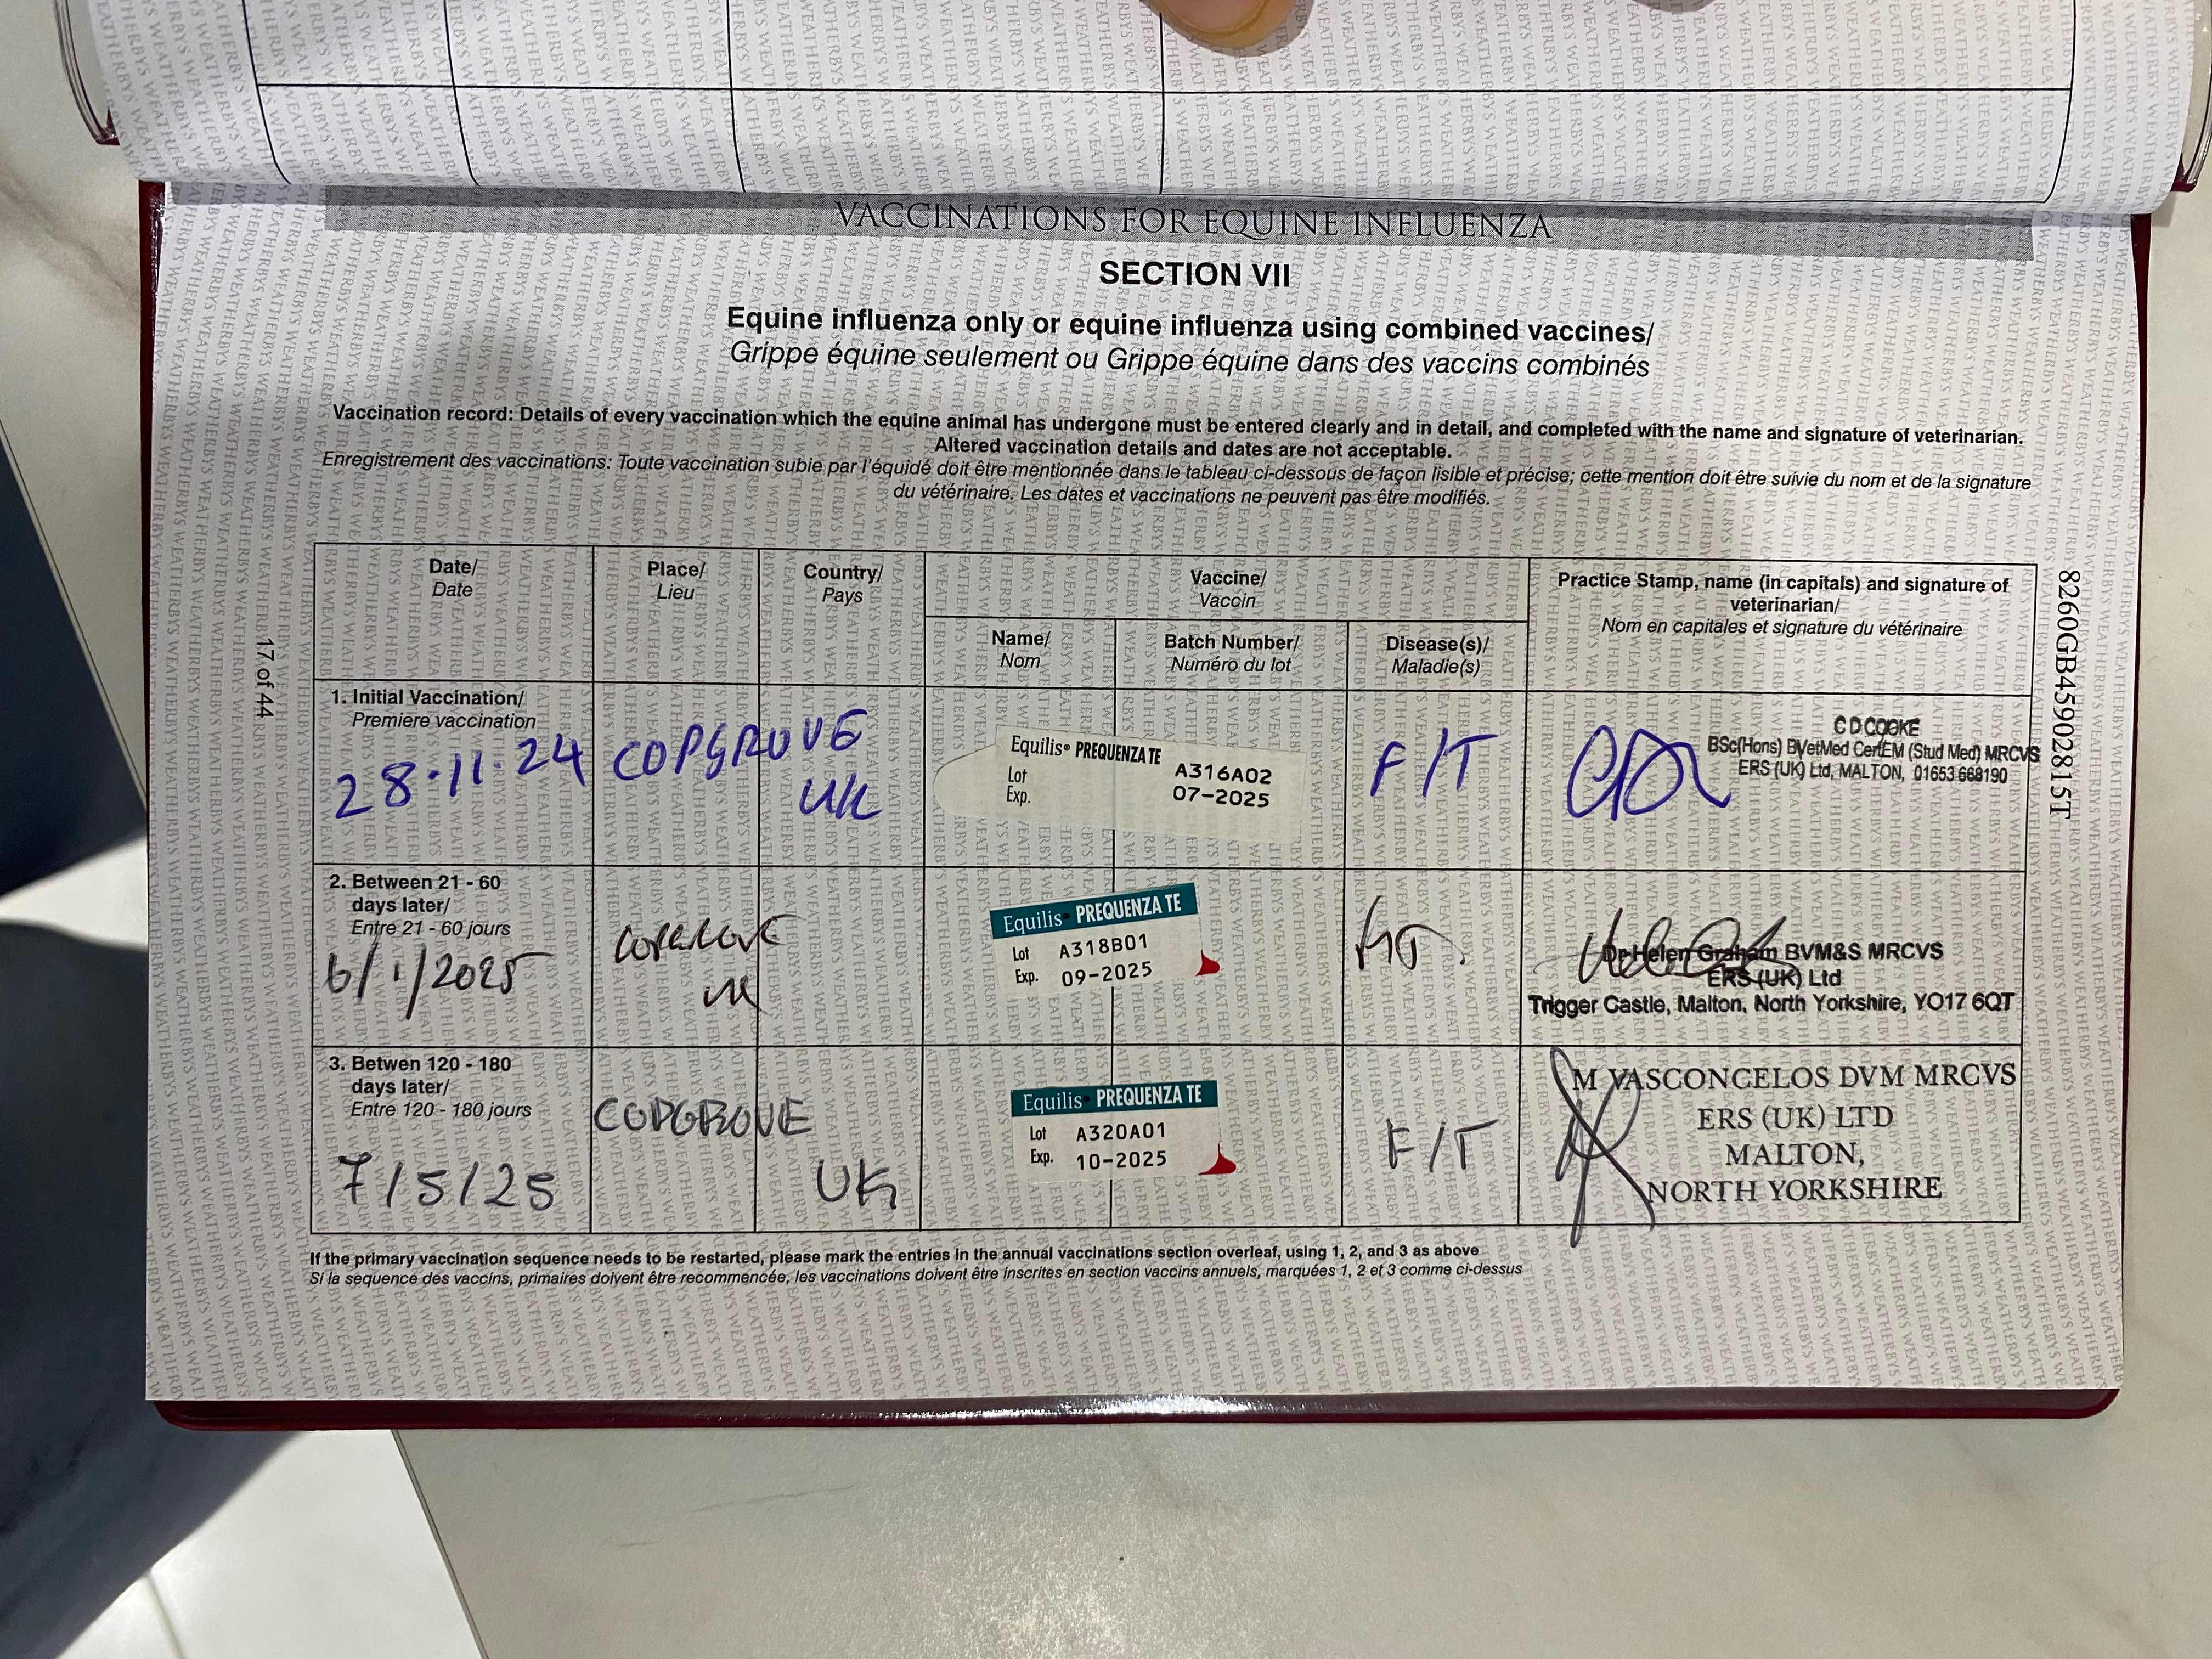 VACCINATIONS FOR EQUINE INFLUENZA
SECTION VII
Equine influenza only or equine influenza using combined vaccines/
Grippe équine seulement ou Grippe équine dans des vaccins combinés
Vaccination record: Details of every vaccination which the equine animal has undergone must be entered clearly and in detail, and completed with the name and signature of veterinarian.
Altered vaccination details and dates are not acceptable.
Enregistrement des vaccinations: Toute vaccination subie par l'équidé doit être mentionnée dans le tableau ci-dessous de façon lisible et précise; cette mention doit être suivie du nom et de la signature
du vétérinaire. Les dates et vaccinations ne peuvent pas être modifiés.
Date/
Date
Place/
Lieu
Country/
Pays
Vaccine/
Vaccin
Name/
Nom
Batch Number/
Numéro du lot
Disease(s)/
Maladie(s)
Practice Stamp, name (in capitals) and signature of
veterinarian/
Nom en capitales et signature du vétérinaire
1. Initial Vaccination/
Premiere vaccination
28.11.24
COPGROVE
UK
Equilis® PREQUENZA TE
Lot A316A02
Exp. 07-2025
F/T
C D COOKE
BSc(Hons) BVetMed CertEM (Stud Med) MRCVS
ERS (UK) Ltd, MALTON, 01653 668190
2. Between 21 - 60
days later/
Entre 21 - 60 jours
6/1/2025
COPGROVE
UK
Equilis PREQUENZA TE
Lot A318B01
Exp. 09-2025
Dr Helen Graham BVM&S MRCVS
ERS (UK) Ltd
Trigger Castle, Malton, North Yorkshire, YO17 6QT
3. Betwen 120 - 180
days later/
Entre 120 - 180 jours
7/5/25
COPGROVE
UK
Equilis PREQUENZA TE
Lot A320A01
Exp. 10-2025
F/T
M VASCONCELOS DVM MRCVS
ERS (UK) LTD
MALTON,
NORTH YORKSHIRE
If the primary vaccination sequence needs to be restarted, please mark the entries in the annual vaccinations section overleaf, using 1, 2, and 3 as above
Si la sequence des vaccins, primaires doivent être recommencée, les vaccinations doivent être inscrites en section vaccins annuels, marquées 1, 2 et 3 comme ci-dessus
17 of 44
8260GB45902815T
WEATHERBYS